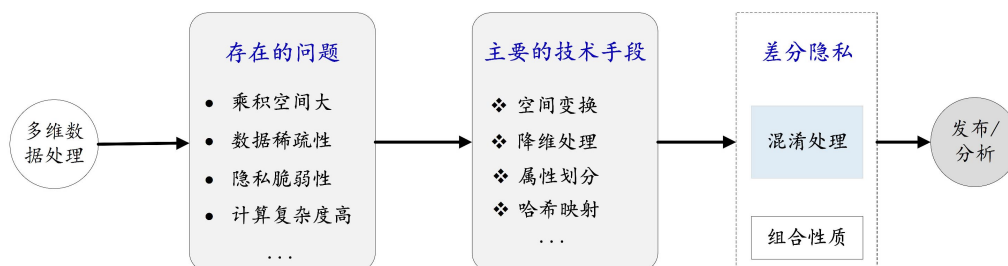 多维数
据处理
存在的问题
● 乘积空间大
● 数据稀疏性
● 隐私脆弱性
● 计算复杂度高
...
主要的技术手段
❖ 空间变换
❖ 降维处理
❖ 属性划分
❖ 哈希映射
...
差分隐私
混淆处理
组合性质
发布/
分析